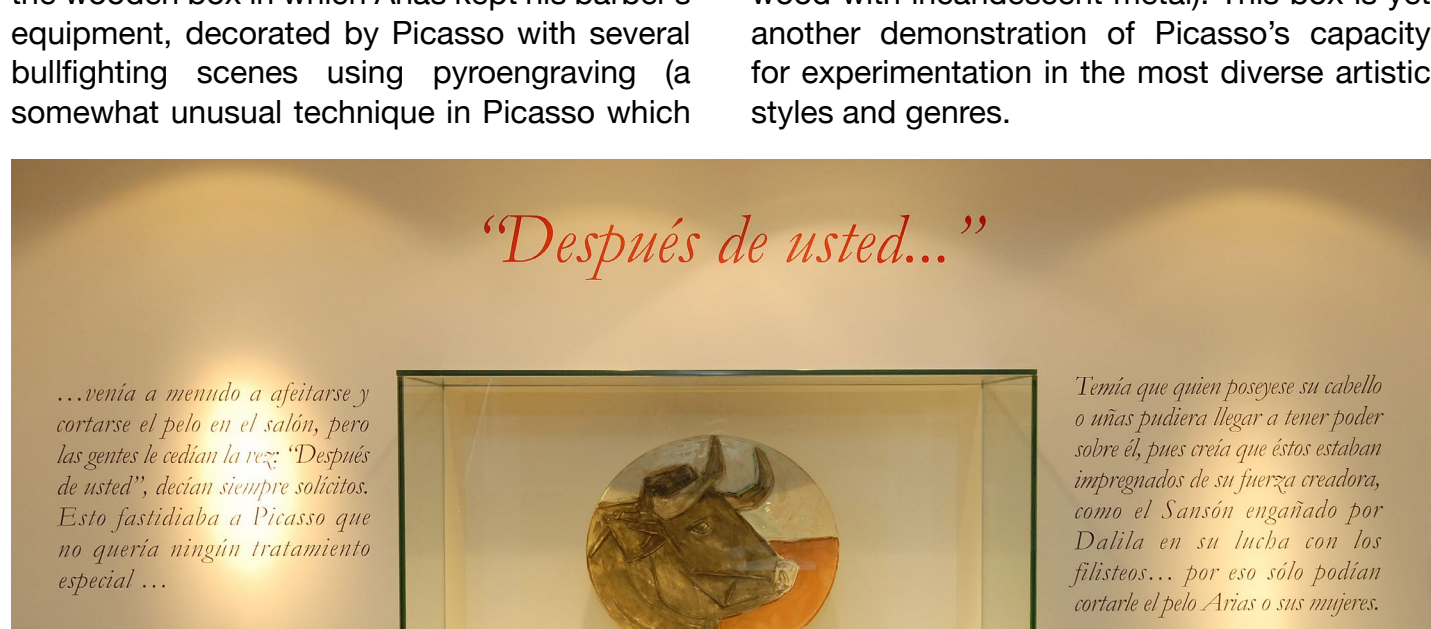 the wooden box in which Arias kept his barber's
equipment, decorated by Picasso with several
bullfighting scenes using pyroengraving (a
somewhat unusual technique in Picasso which
wood with incandescent metal). This box is yet
another demonstration of Picasso’s capacity
for experimentation in the most diverse artistic
styles and genres.
“Después de usted...”
...venía a menudo a afeitarse y
cortarse el pelo en el salón, pero
las gentes le cedían la vez: “Después
de usted”, decían siempre solícitos.
Esto fastidiaba a Picasso que
no quería ningún tratamiento
especial ...
Temía que quien poseyese su cabello
o uñas pudiera llegar a tener poder
sobre él, pues creía que éstos estaban
impregnados de su fuerza creadora,
como el Sansón engañado por
Dalila en su lucha con los
filisteos... por eso sólo podían
cortarle el pelo Arias o sus mujeres.